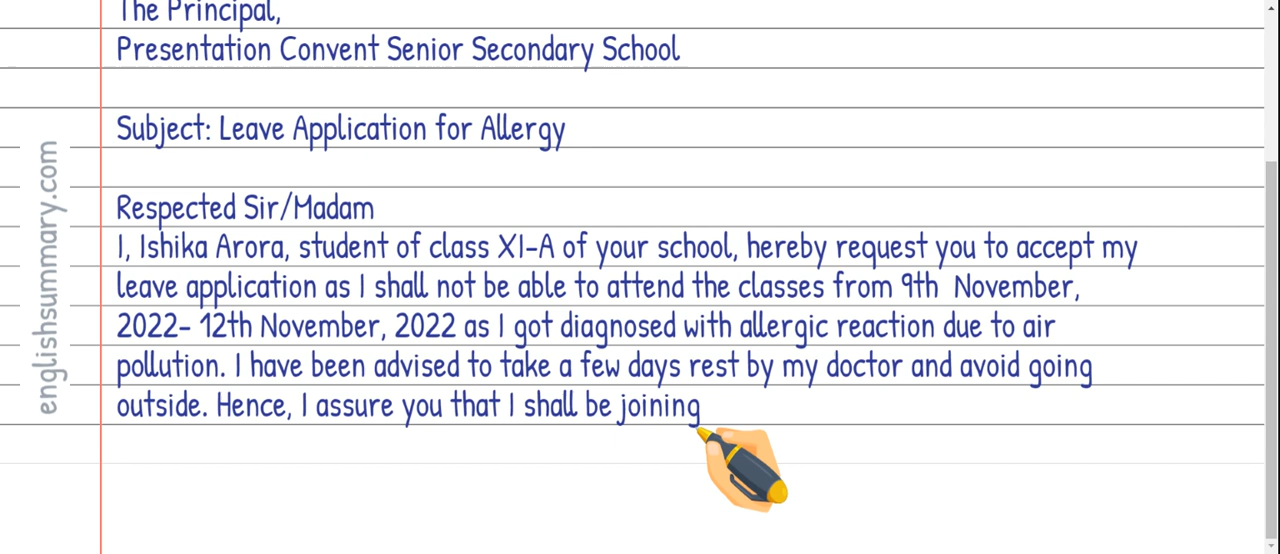 The Principal,
Presentation Convent Senior Secondary School
Subject: Leave Application for Allergy
englishsummary.com
Respected Sir/Madam
I, Ishika Arora, student of class XI-A of your school, hereby request you to accept my
leave application as I shall not be able to attend the classes from 9th November,
2022- 12th November, 2022 as I got diagnosed with allergic reaction due to air
pollution. I have been advised to take a few days rest by my doctor and avoid going
outside. Hence, I assure you that I shall be joining